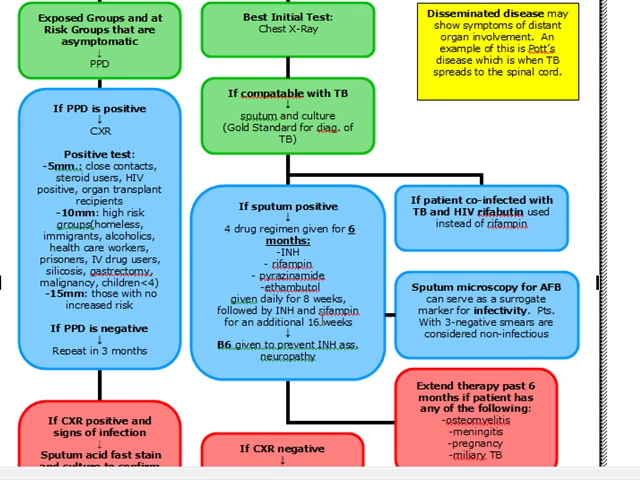 Exposed Groups and at
Risk Groups that are
asymptomatic
↓
PPD
If PPD is positive
↓
CXR
Positive test:
-5mm.: close contacts,
steroid users, HIV
positive, organ transplant
recipients
-10mm: high risk
groups(homeless,
immigrants, alcoholics,
health care workers,
prisoners, IV drug users,
silicosis, gastrectomy,
malignancy, children<4)
-15mm: those with no
increased risk
If PPD is negative
↓
Repeat in 3 months
If CXR positive and
signs of infection
↓
Sputum acid fast stain
and culture to confirm
Best Initial Test:
Chest X-Ray
If compatable with TB
↓
sputum and culture
(Gold Standard for diag. of
TB)
If sputum positive
↓
4 drug regimen given for 6
months:
-INH
- rifampin
- pyrazinamide
-ethambutol
given daily for 8 weeks,
followed by INH and rifampin
for an additional 16 weeks
↓
B6 given to prevent INH ass.
neuropathy
If CXR negative
↓
Disseminated disease may
show symptoms of distant
organ involvement. An
example of this is Pott's
disease which is when TB
spreads to the spinal cord.
If patient co-infected with
TB and HIV rifabutin used
instead of rifampin
Sputum microscopy for AFB
can serve as a surrogate
marker for infectivity. Pts.
With 3-negative smears are
considered non-infectious
Extend therapy past 6
months if patient has
any of the following:
-osteomyelitis
-meningitis
-pregnancy
-miliary TB